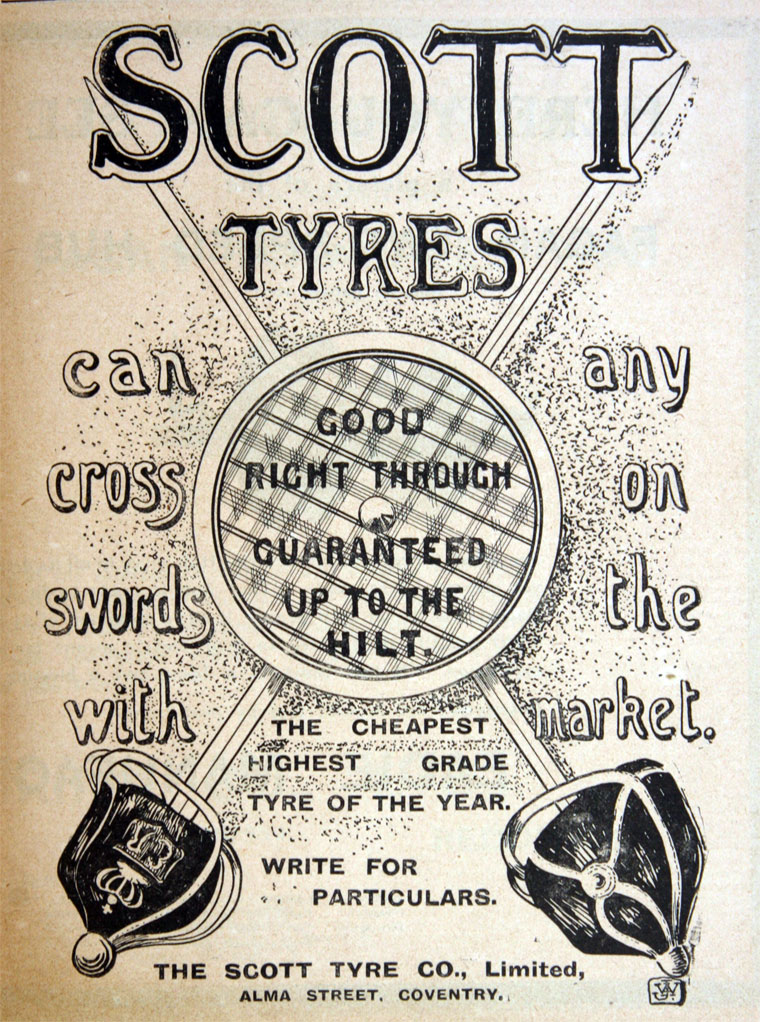 SCOTT
TYRES
can
cross
swords
with
any
on
the
market.
GOOD
RIGHT THROUGH
GUARANTEED
UP TO THE
HILT.
THE CHEAPEST
HIGHEST GRADE
TYRE OF THE YEAR.
WRITE FOR
PARTICULARS.
THE SCOTT TYRE CO., Limited,
ALMA STREET, COVENTRY.